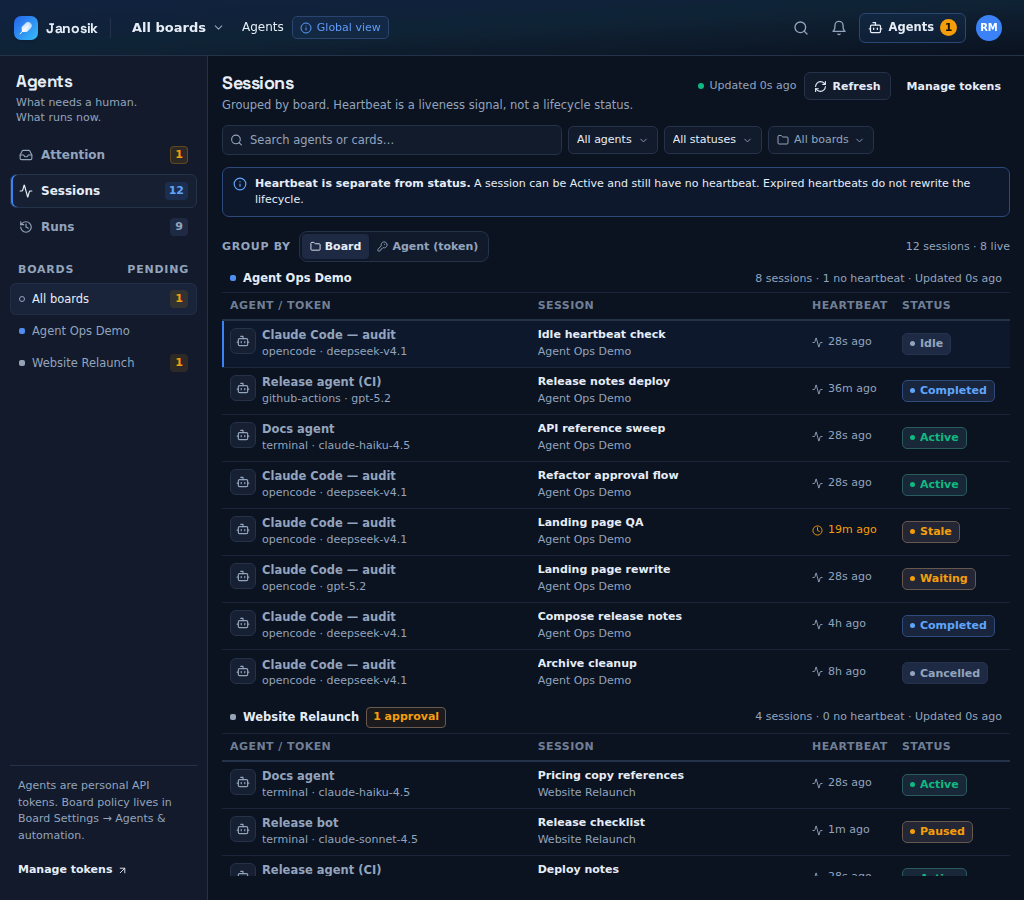 Janosik
All boards
Agents
Global view
Agents 1
RM
Agents
What needs a human.
What runs now.
Attention 1
Sessions 12
Runs 9
BOARDS PENDING
All boards 1
Agent Ops Demo
Website Relaunch 1
Agents are personal API
tokens. Board policy lives in
Board Settings → Agents &
automation.
Manage tokens
Sessions
Grouped by board. Heartbeat is a liveness signal, not a lifecycle status.
Updated 0s ago
Refresh
Manage tokens
Search agents or cards...
All agents
All statuses
All boards
Heartbeat is separate from status. A session can be Active and still have no heartbeat. Expired heartbeats do not rewrite the
lifecycle.
GROUP BY Board Agent (token) 12 sessions · 8 live
Agent Ops Demo 8 sessions · 1 no heartbeat · Updated 0s ago
AGENT / TOKEN SESSION HEARTBEAT STATUS
Claude Code — audit Idle heartbeat check 28s ago Idle
opencode · deepseek-v4.1 Agent Ops Demo
Release agent (CI) Release notes deploy 36m ago Completed
github-actions · gpt-5.2 Agent Ops Demo
Docs agent API reference sweep 28s ago Active
terminal · claude-haiku-4.5 Agent Ops Demo
Claude Code — audit Refactor approval flow 28s ago Active
opencode · deepseek-v4.1 Agent Ops Demo
Claude Code — audit Landing page QA 19m ago Stale
opencode · deepseek-v4.1 Agent Ops Demo
Claude Code — audit Landing page rewrite 28s ago Waiting
opencode · gpt-5.2 Agent Ops Demo
Claude Code — audit Compose release notes 4h ago Completed
opencode · deepseek-v4.1 Agent Ops Demo
Claude Code — audit Archive cleanup 8h ago Cancelled
opencode · deepseek-v4.1 Agent Ops Demo
Website Relaunch 1 approval 4 sessions · 0 no heartbeat · Updated 0s ago
AGENT / TOKEN SESSION HEARTBEAT STATUS
Docs agent Pricing copy references 28s ago Active
terminal · claude-haiku-4.5 Website Relaunch
Release bot Release checklist 1m ago Paused
terminal · claude-sonnet-4.5 Website Relaunch
Release agent (CI) Deploy notes